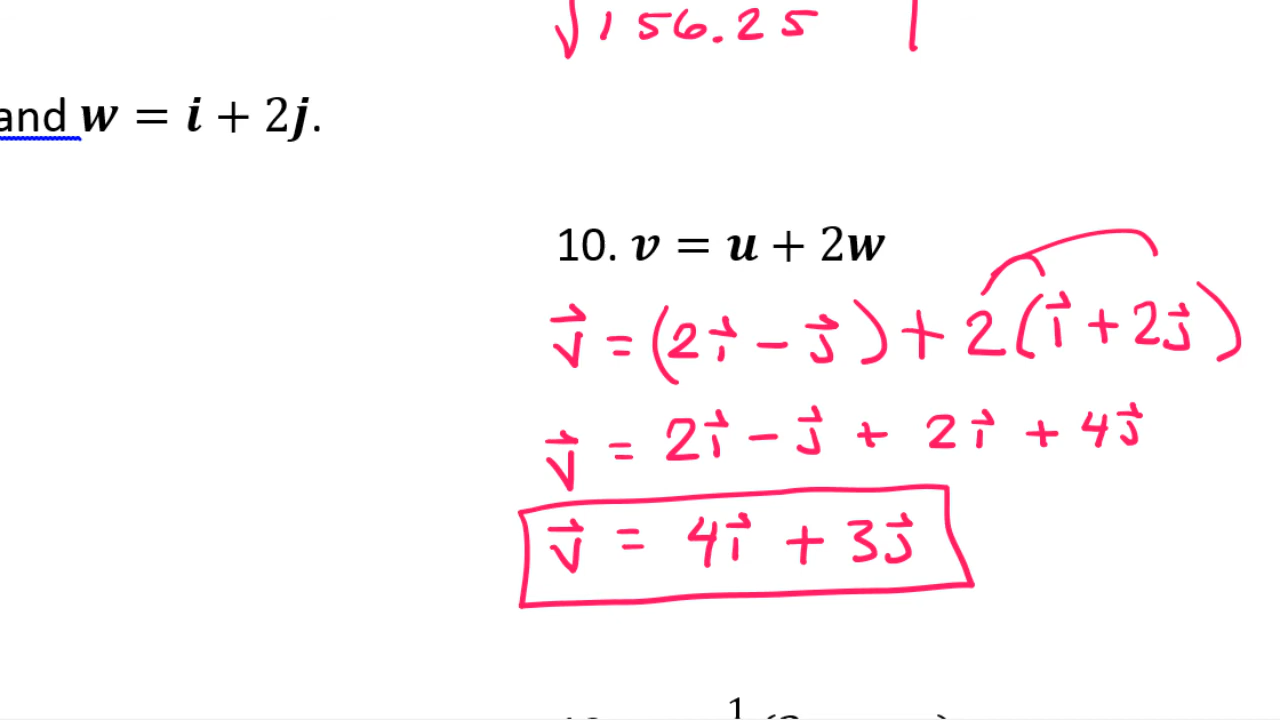 √156.25
and w = i + 2j.
10. v = u + 2w
v⃗ = (2i⃗ − j⃗) + 2(i⃗ + 2j⃗)
v⃗ = 2i⃗ − j⃗ + 2i⃗ + 4j⃗
v⃗ = 4i⃗ + 3j⃗